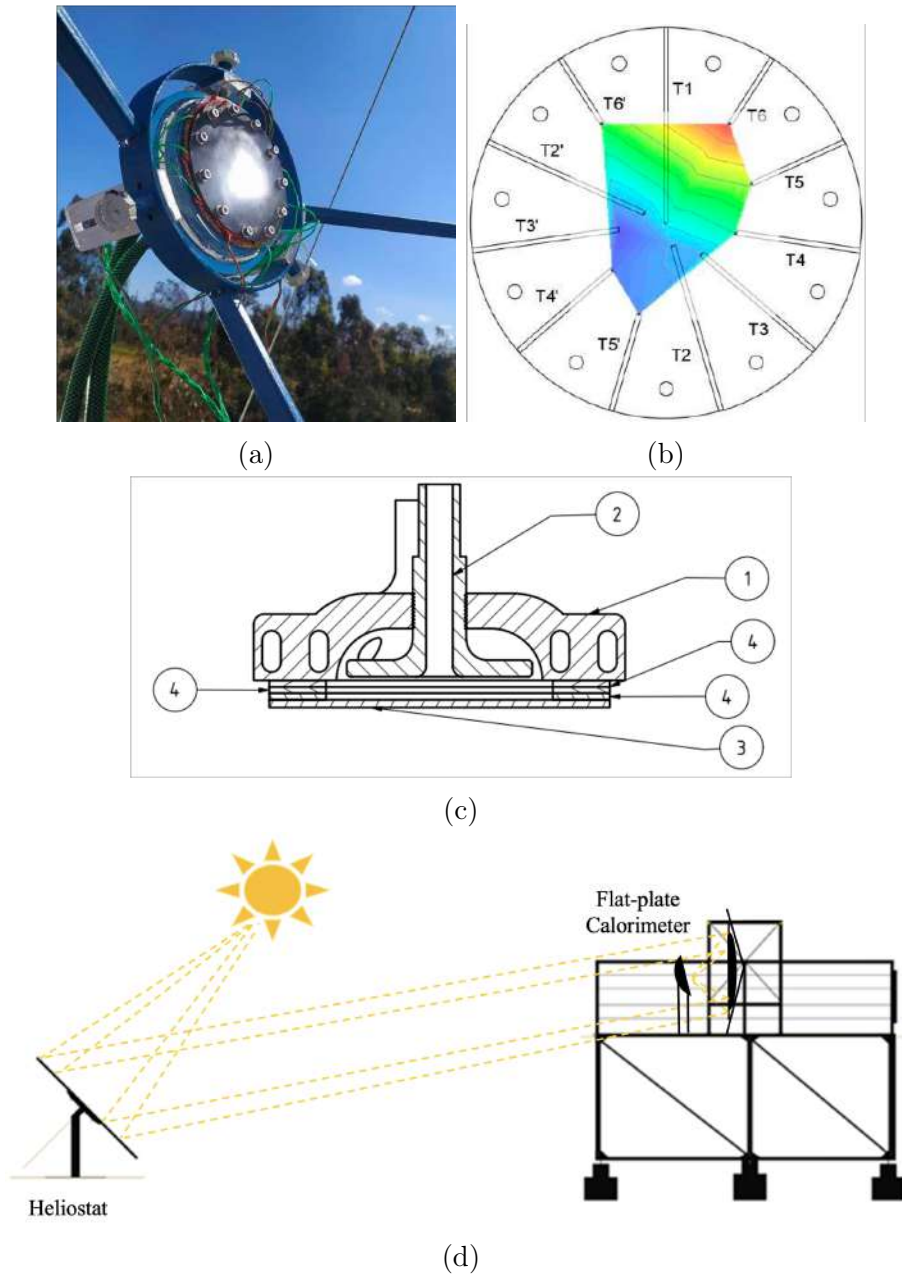 (a)
T1
T6'
T6
T2'
T5
T3'
T4
T4'
T3
T5'
T2
(b)
2
1
4
4
4
3
(c)
Flat-plate
Calorimeter
Heliostat
(d)